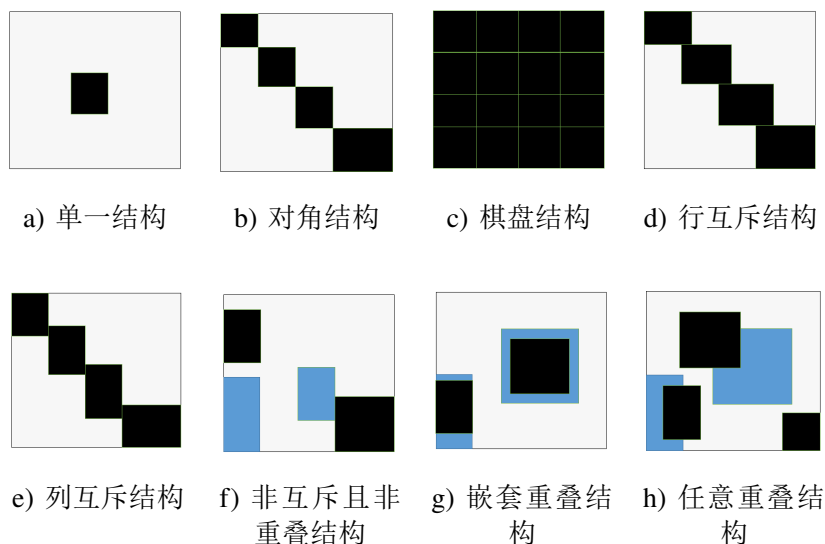 a) 单一结构
b) 对角结构
c) 棋盘结构
d) 行互斥结构
e) 列互斥结构
f) 非互斥且非
重叠结构
g) 嵌套重叠结
构
h) 任意重叠结
构